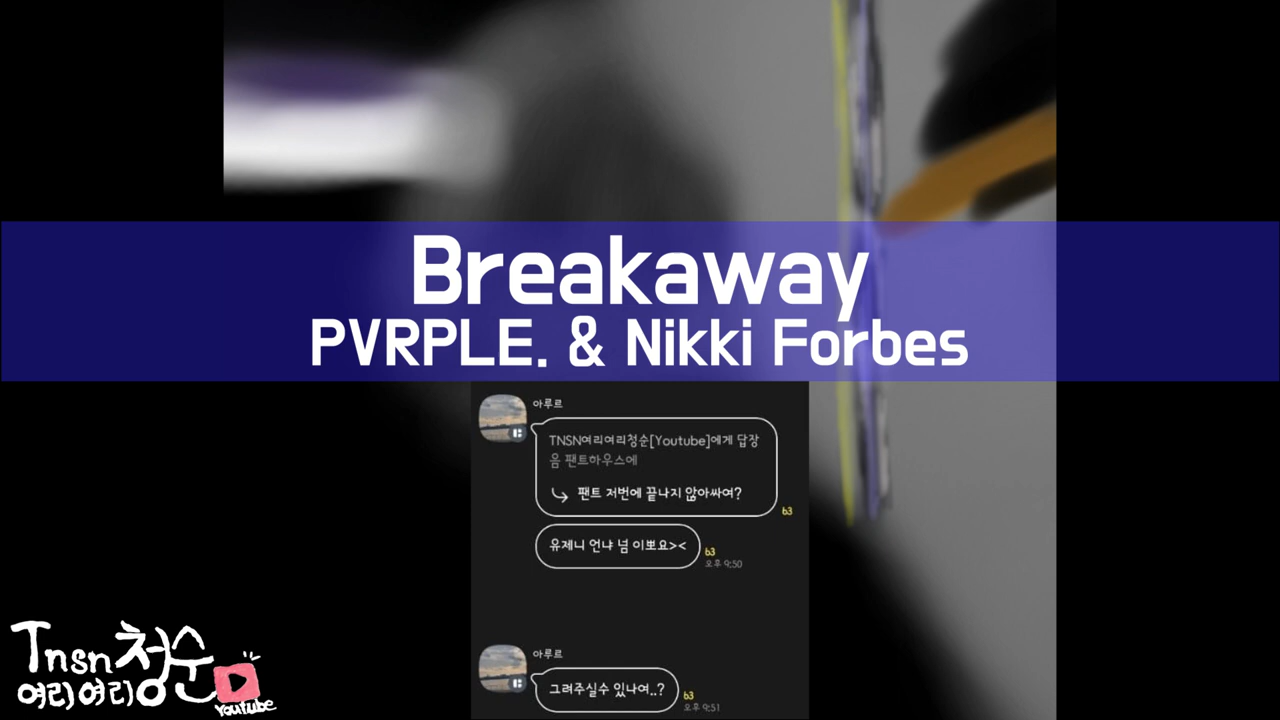 Breakaway
PVRPLE. & Nikki Forbes
아루르
TNSN여리여리청순[Youtube]에게 답장
음 팬트하우스에
팬트 저번에 끝나지 않아싸여?
63
유제니 언냐 넘 이뽀요><
63
오후 9:50
아루르
그려주실수 있나여..?
63
오후 9:51
Tnsn청순
여리여리
Youtube